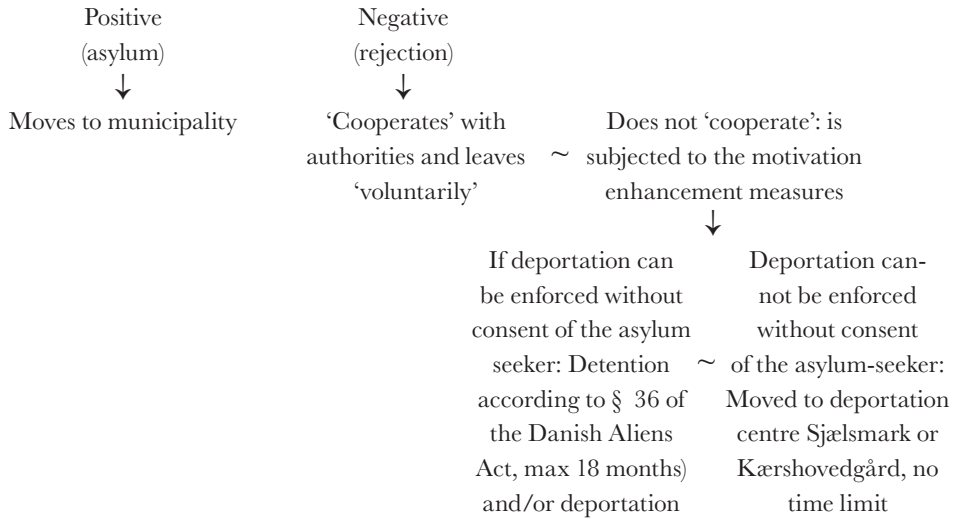 Positive
(asylum)
↓
Moves to municipality
Negative
(rejection)
↓
‘Cooperates’ with
authorities and leaves
‘voluntarily’
~
Does not ‘cooperate’: is
subjected to the motivation
enhancement measures
↓
If deportation can
be enforced without
consent of the asylum
seeker: Detention
according to § 36 of
the Danish Aliens
Act, max 18 months)
and/or deportation
~
Deportation can-
not be enforced
without consent
of the asylum-seeker:
Moved to deportation
centre Sjælsmark or
Kærshovedgård, no
time limit